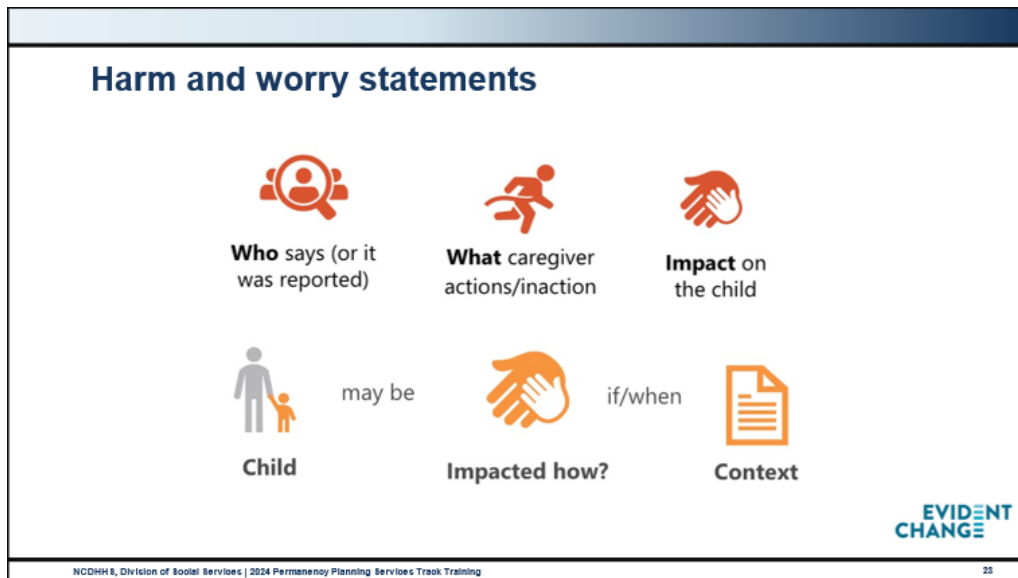 Harm and worry statements
Who says (or it
was reported)
What caregiver
actions/inaction
Impact on
the child
may be
if/when
Child
Impacted how?
Context
EVIDENT
CHANGE
NCDHHS, Division of Social Services | 2024 Permanency Planning Services Track Training
23